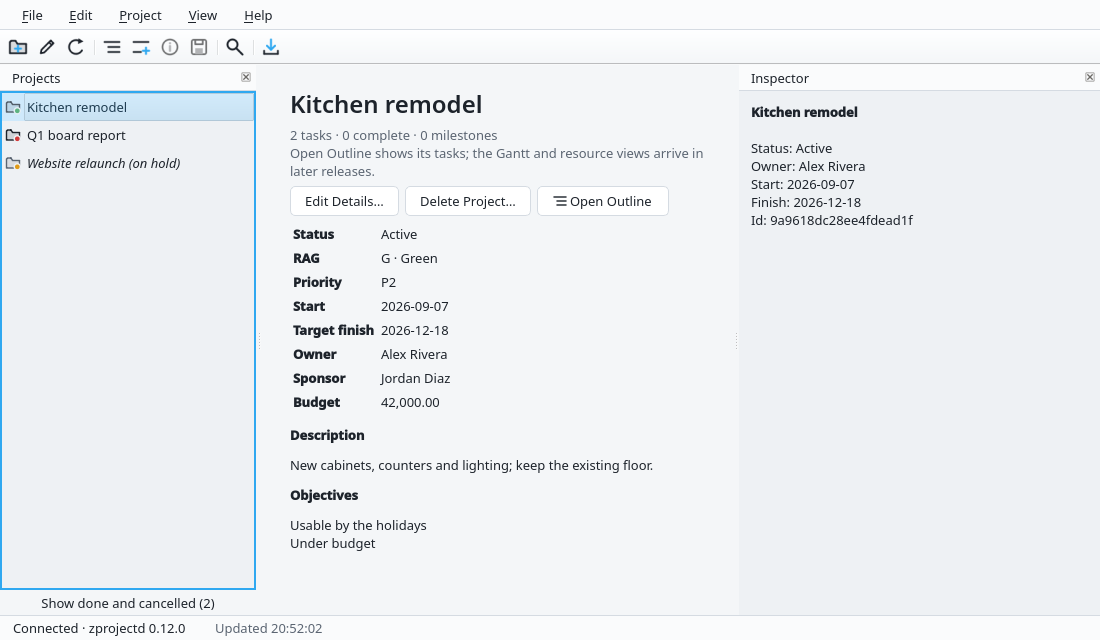 File Edit Project View Help
Projects
Kitchen remodel
Q1 board report
Website relaunch (on hold)
Show done and cancelled (2)
Kitchen remodel
2 tasks · 0 complete · 0 milestones
Open Outline shows its tasks; the Gantt and resource views arrive in
later releases.
Edit Details... Delete Project... Open Outline
Status Active
RAG G · Green
Priority P2
Start 2026-09-07
Target finish 2026-12-18
Owner Alex Rivera
Sponsor Jordan Diaz
Budget 42,000.00
Description
New cabinets, counters and lighting; keep the existing floor.
Objectives
Usable by the holidays
Under budget
Inspector
Kitchen remodel
Status: Active
Owner: Alex Rivera
Start: 2026-09-07
Finish: 2026-12-18
Id: 9a9618dc28ee4fdead1f
Connected · zprojectd 0.12.0 Updated 20:52:02